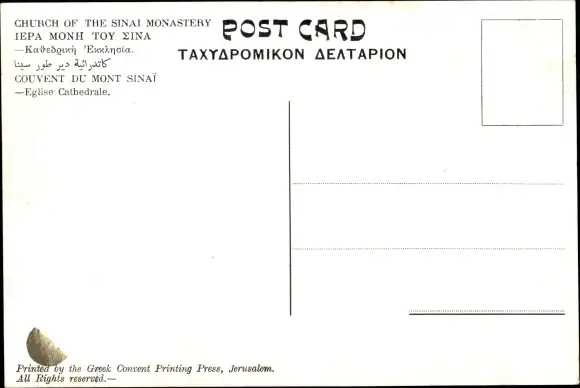 CHURCH OF THE SINAI MONASTERY
ΙΕΡΑ ΜΟΝΗ ΤΟΥ ΣΙΝΑ
—Καθεδρικὴ Ἐκκλησία.
كاتدرائية دير طور سينا
COUVENT DU MONT SINAÏ
—Eglise Cathedrale.
POST CARD
ΤΑΧΥΔΡΟΜΙΚΟΝ ΔΕΛΤΑΡΙΟΝ
Printed by the Greek Convent Printing Press, Jerusalem.
All Rights reserved.—